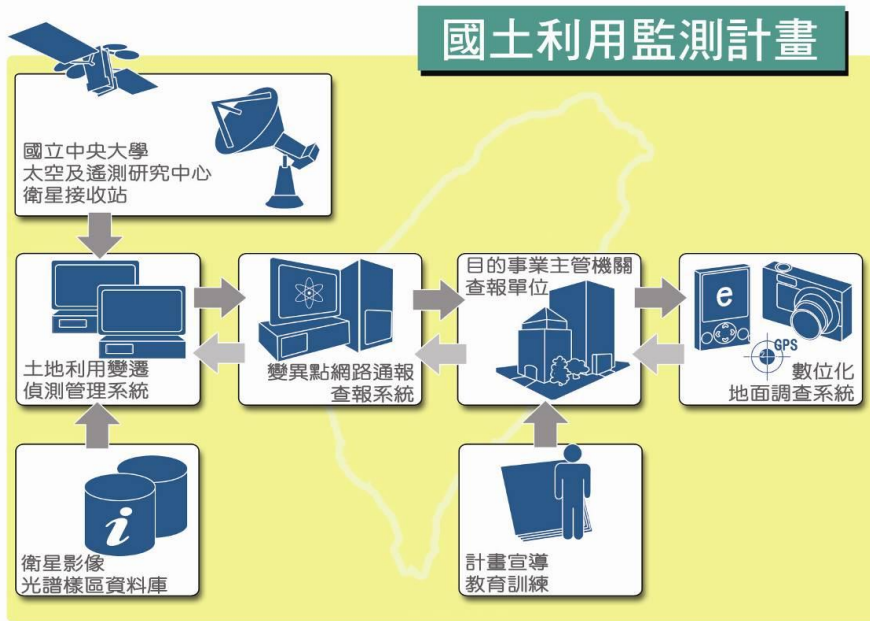 國土利用監測計畫
國立中央大學
太空及遙測研究中心
衛星接收站
土地利用變遷
偵測管理系統
變異點網路通報
查報系統
目的事業主管機關
查報單位
e
GPS
數位化
地面調查系統
i
衛星影像
光譜樣區資料庫
計畫宣導
教育訓練